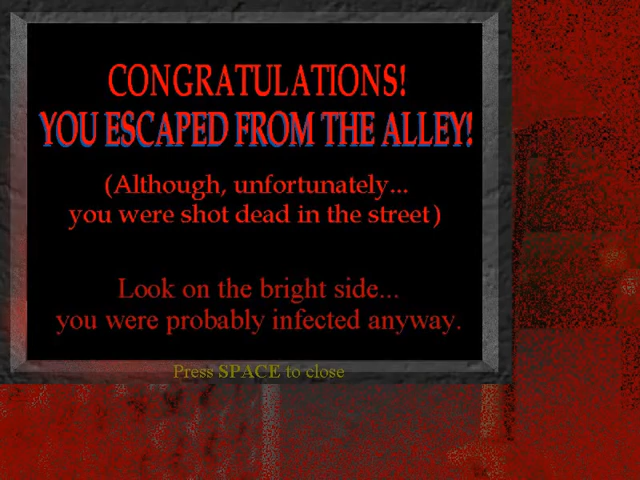 CONGRATULATIONS!
YOU ESCAPED FROM THE ALLEY!
(Although, unfortunately...
you were shot dead in the street)
Look on the bright side...
you were probably infected anyway.
Press SPACE to close